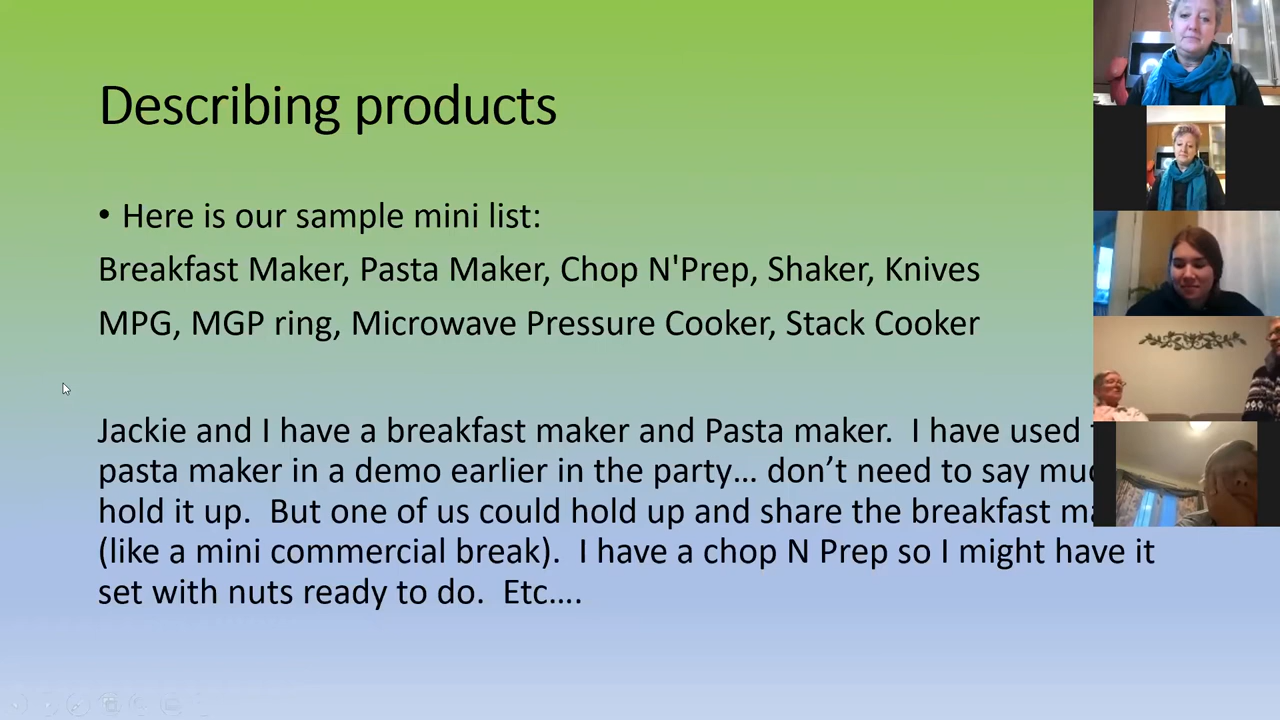 Describing products
• Here is our sample mini list:
Breakfast Maker, Pasta Maker, Chop N'Prep, Shaker, Knives
MPG, MGP ring, Microwave Pressure Cooker, Stack Cooker
Jackie and I have a breakfast maker and Pasta maker. I have used
pasta maker in a demo earlier in the party… don’t need to say
hold it up. But one of us could hold up and share the breakfast
(like a mini commercial break). I have a chop N Prep so I might have it
set with nuts ready to do. Etc….